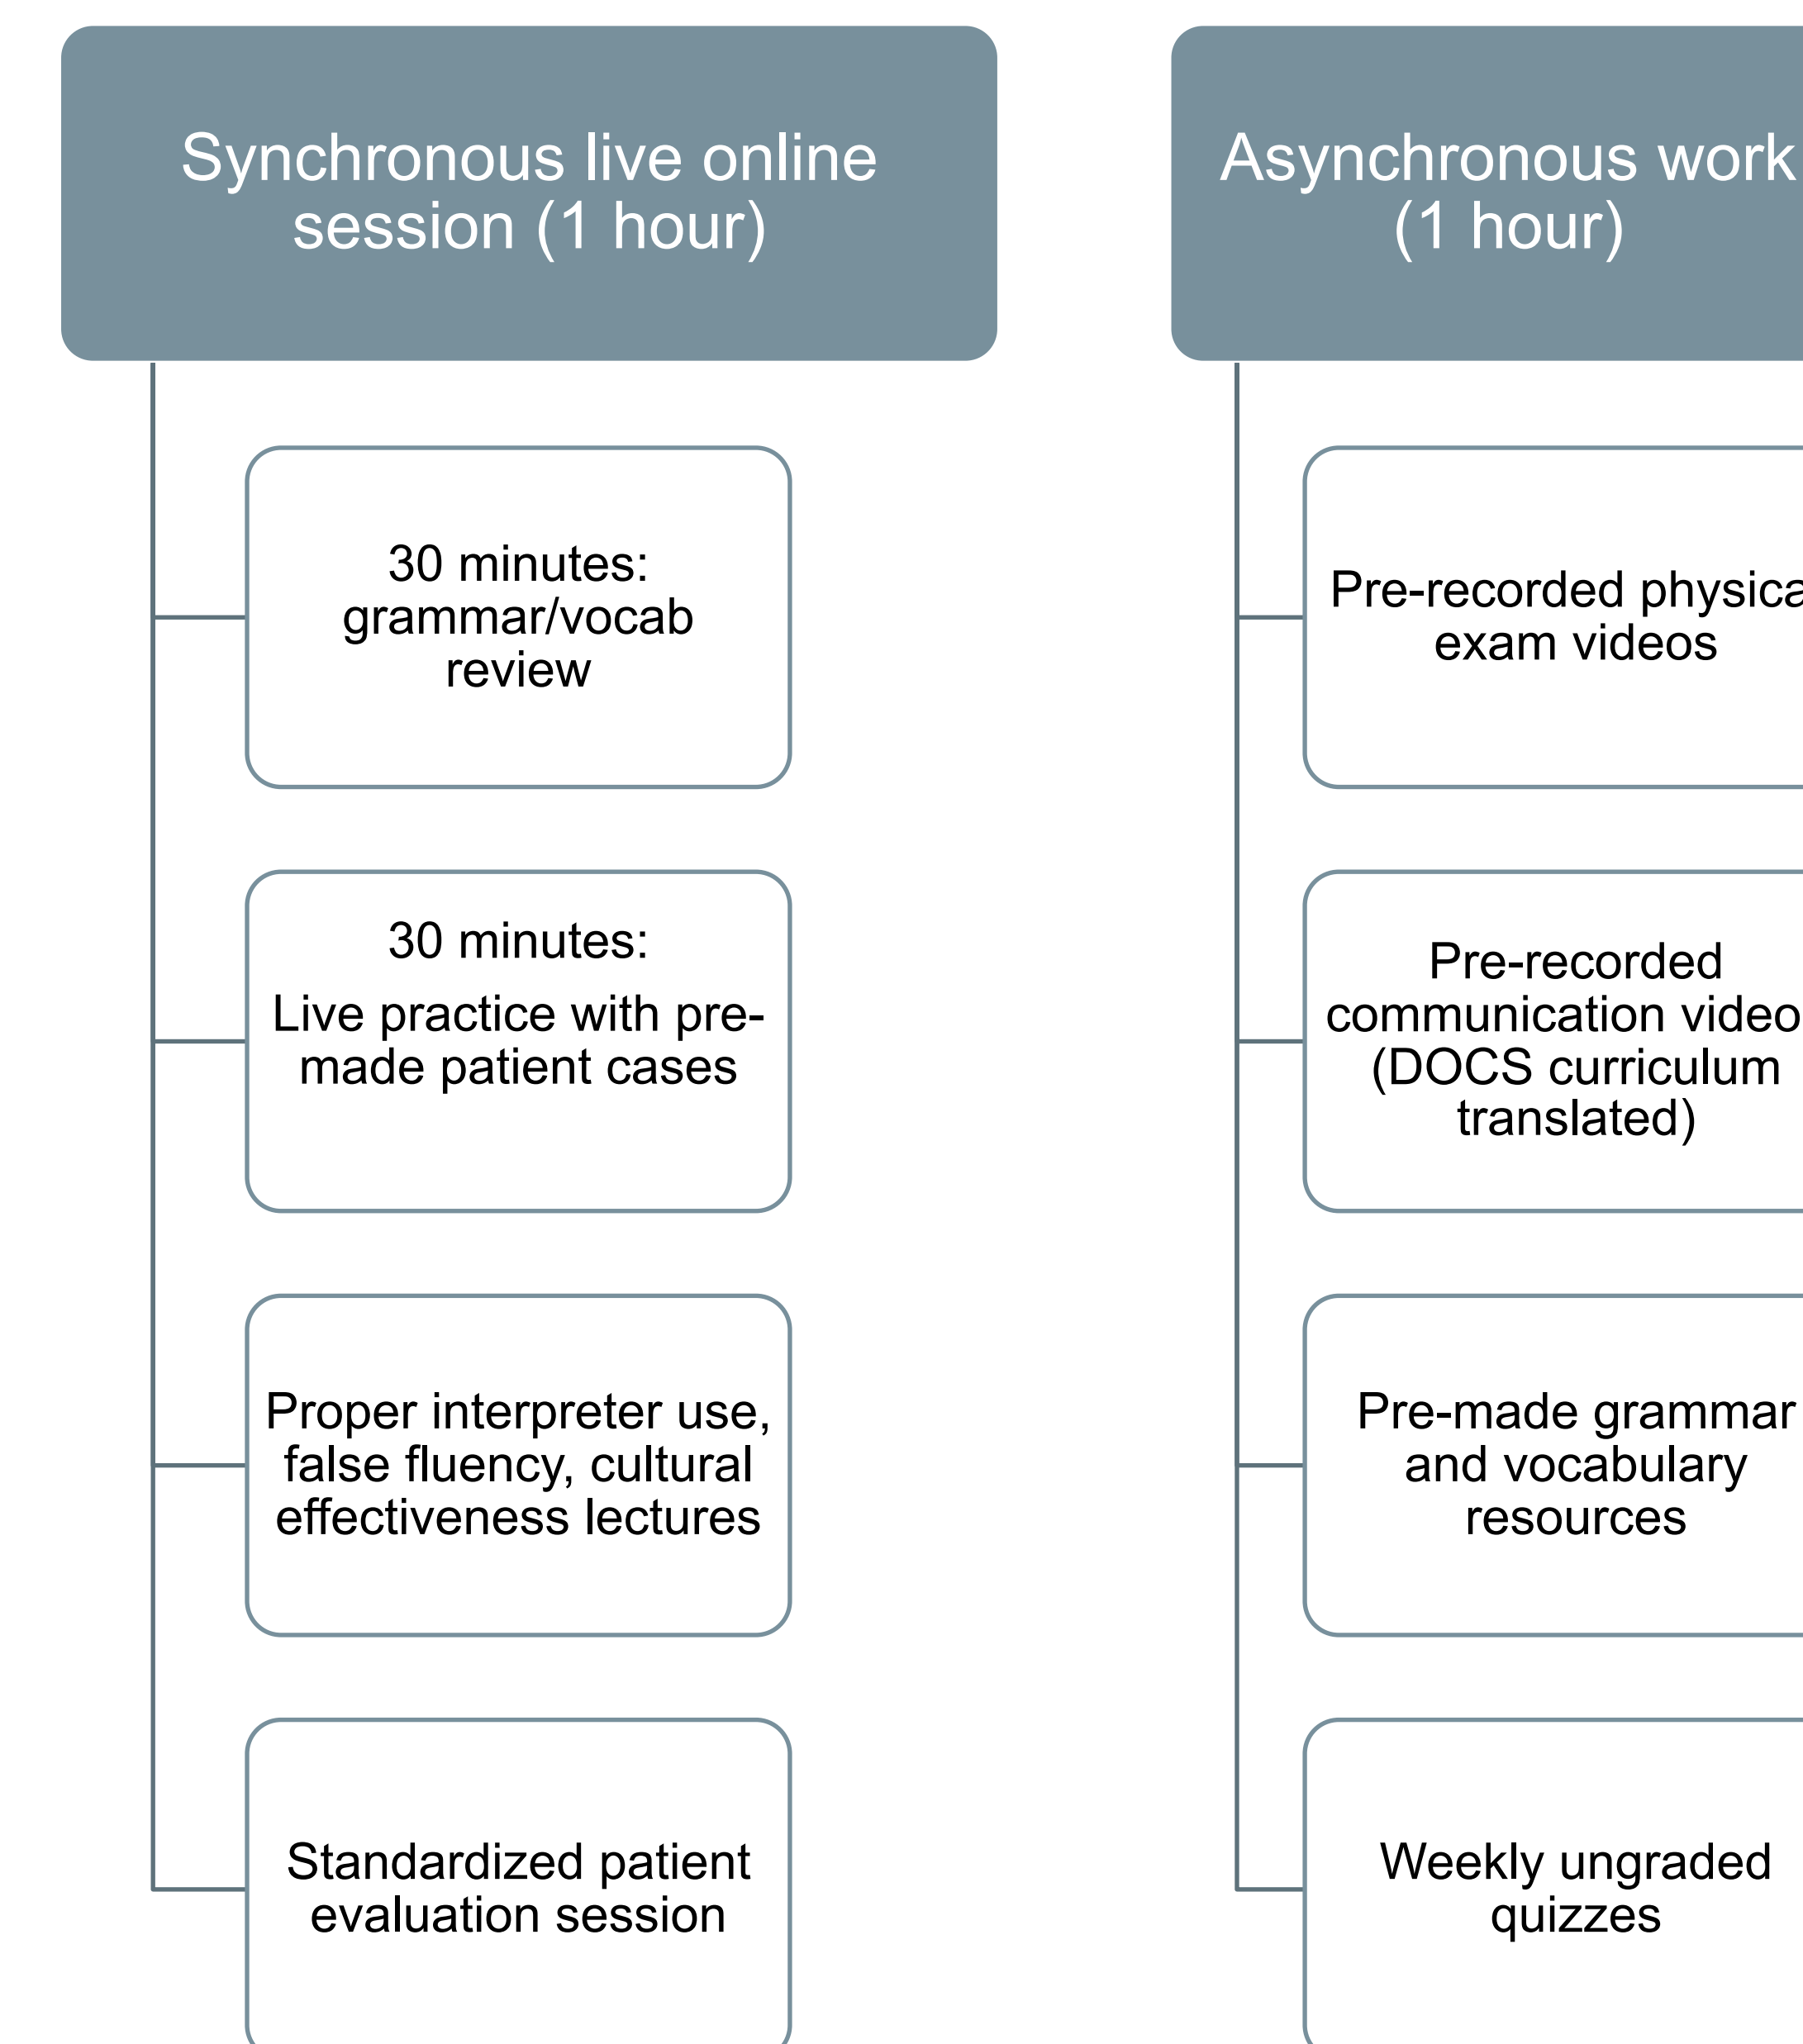 Synchronous live online
session (1 hour)
30 minutes:
grammar/vocab
review
30 minutes:
Live practice with pre-
made patient cases
Proper interpreter use,
false fluency, cultural
effectiveness lectures
Standardized patient
evaluation session
Asynchronous work
(1 hour)
Pre-recorded physica
exam videos
Pre-recorded
communication video
(DOCS curriculum
translated)
Pre-made grammar
and vocabulary
resources
Weekly ungraded
quizzes